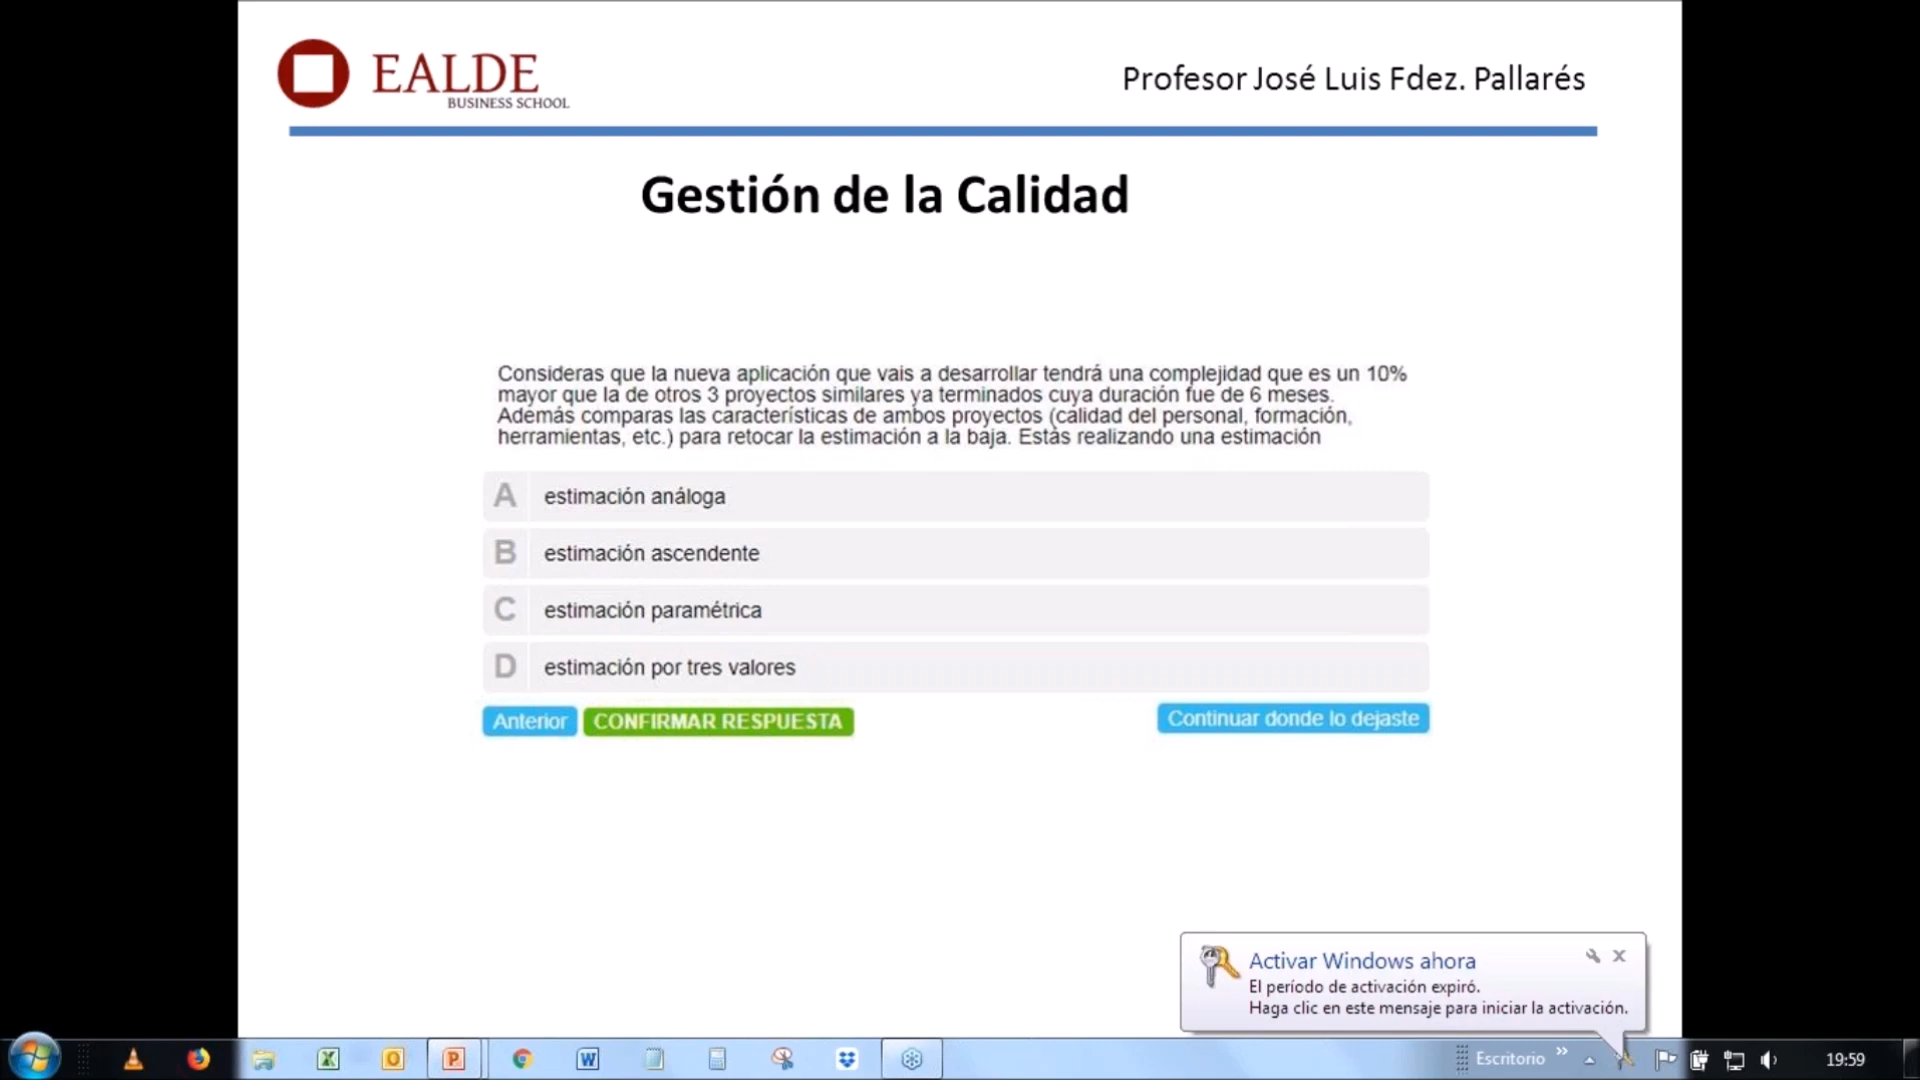 EALDE
BUSINESS SCHOOL
Profesor José Luis Fdez. Pallarés
Gestión de la Calidad
Consideras que la nueva aplicación que vais a desarrollar tendrá una complejidad que es un 10%
mayor que la de otros 3 proyectos similares ya terminados cuya duración fue de 6 meses.
Además comparas las características de ambos proyectos (calidad del personal, formación,
herramientas, etc.) para retocar la estimación a la baja. Estás realizando una estimación
A estimación análoga
B estimación ascendente
C estimación paramétrica
D estimación por tres valores
Anterior CONFIRMAR RESPUESTA Continuar donde lo dejaste
Activar Windows ahora
El período de activación expiró.
Haga clic en este mensaje para iniciar la activación.
Escritorio
19:59